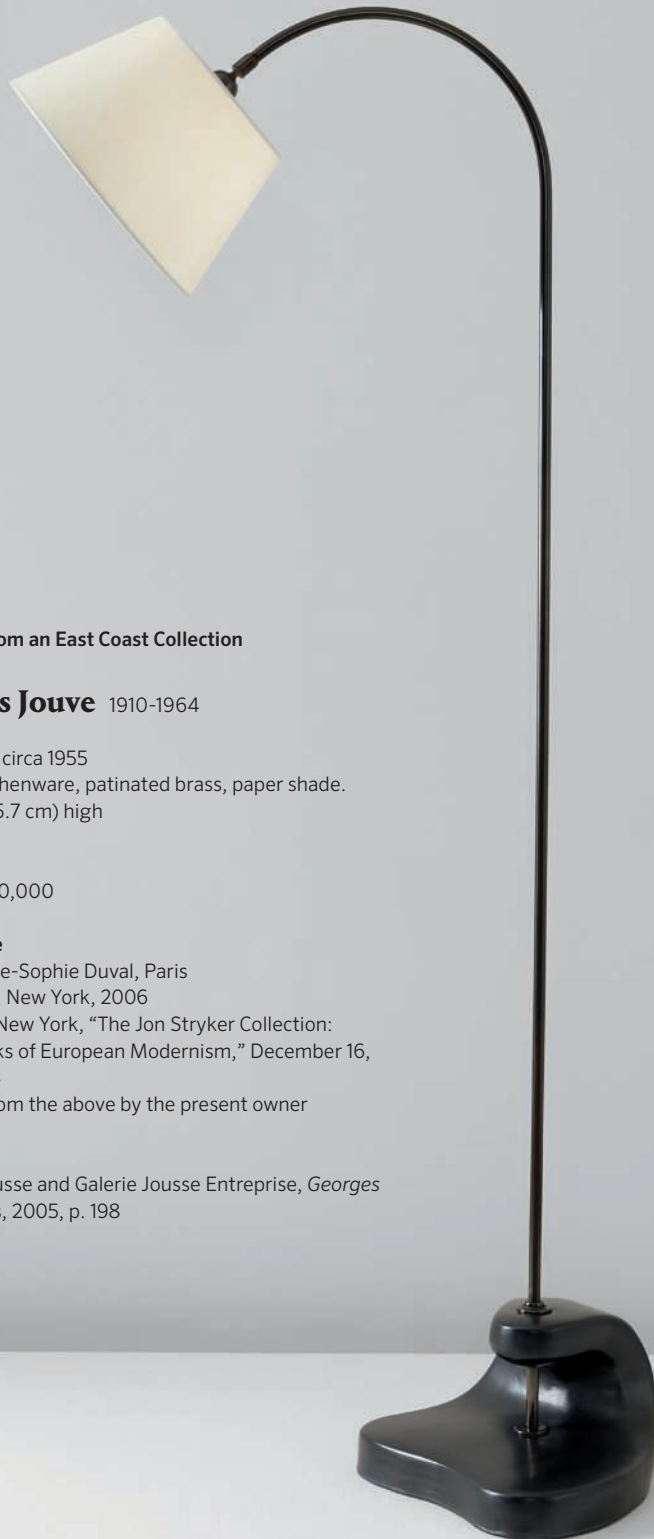 om an East Coast Collection
s Jouve 1910-1964
circa 1955
henware, patinated brass, paper shade.
5.7 cm) high
0,000
e
e-Sophie Duval, Paris
New York, 2006
New York, “The Jon Stryker Collection:
ks of European Modernism,” December 16,
om the above by the present owner
usse and Galerie Jousse Entreprise, Georges
s, 2005, p. 198